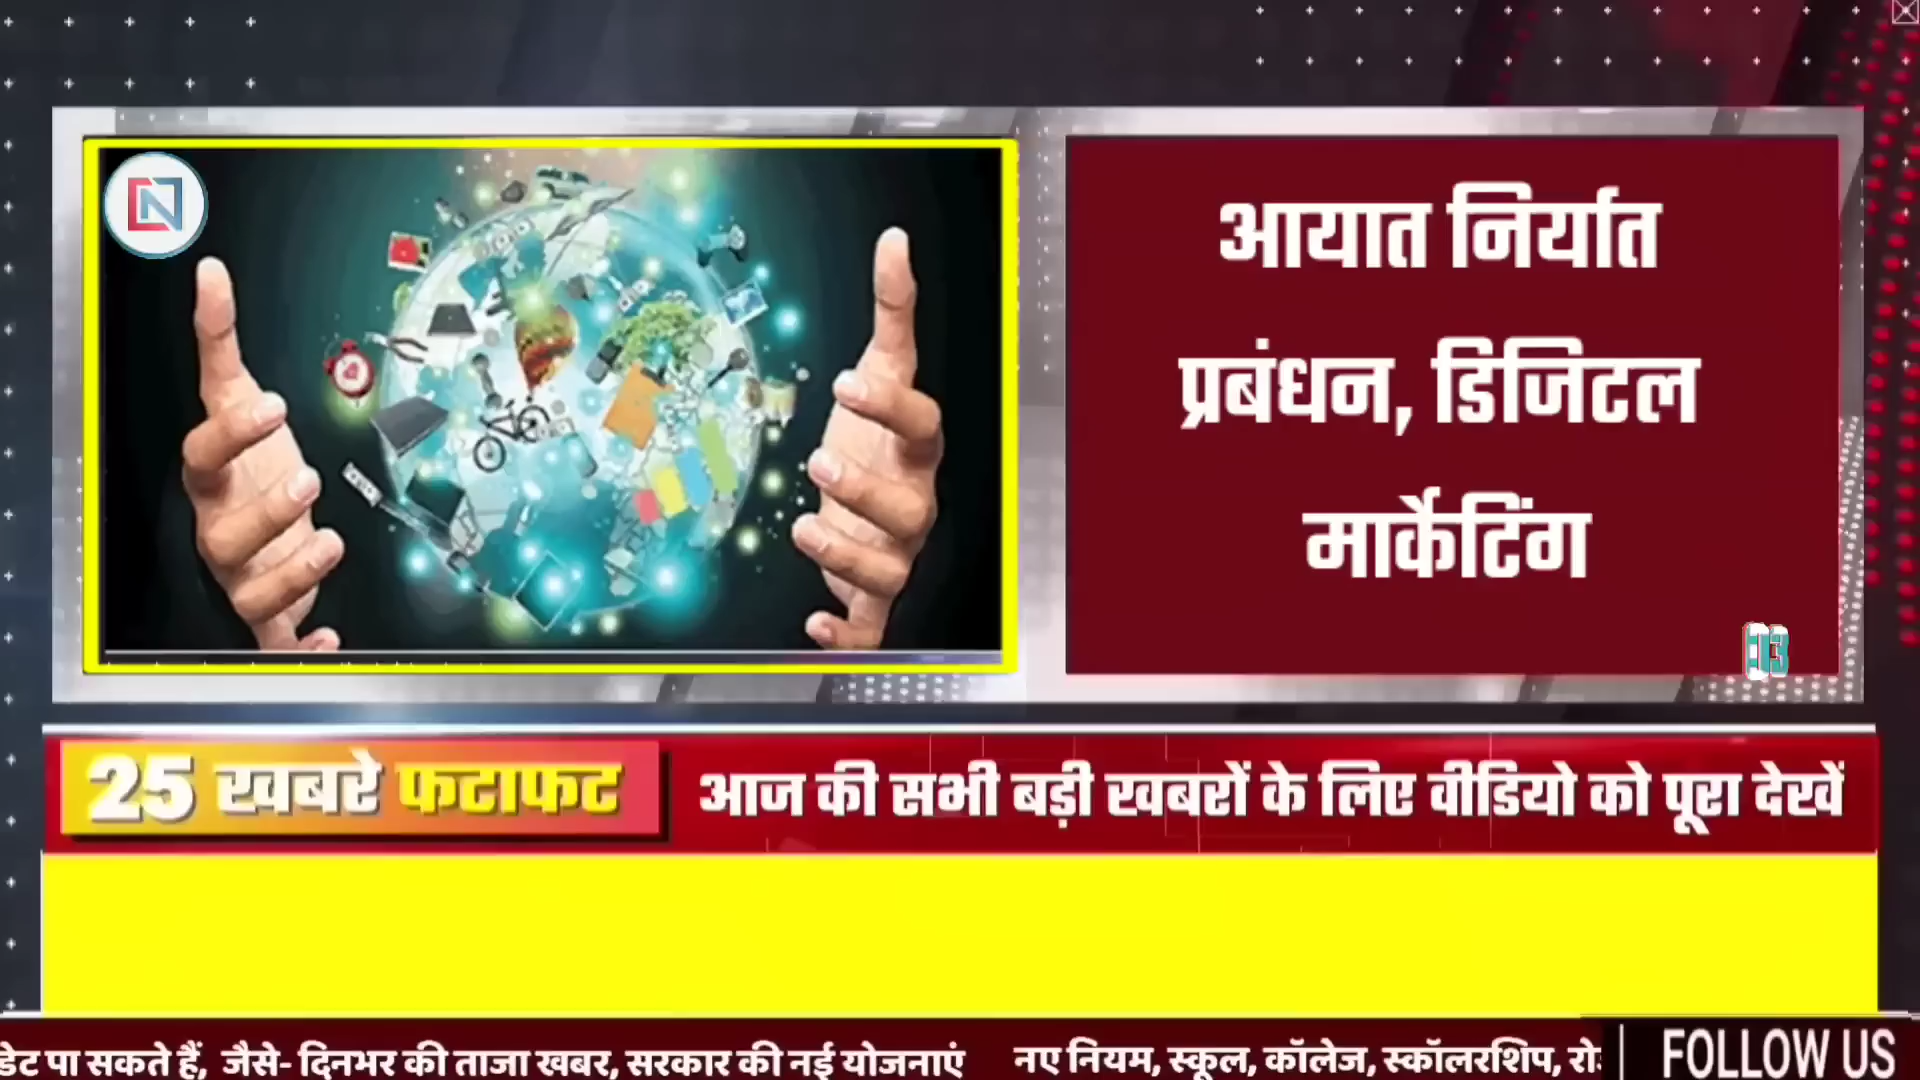 आयात निर्यात
प्रबंधन, डिजिटल
मार्कैटिंग
03
25 खबरे फटाफट
आज की सभी बड़ी खबरों के लिए वीडियो को पूरा देखें
डेट पा सकते हैं, जैसे- दिनभर की ताजा खबर, सरकार की नई योजनाएं नए नियम, स्कूल, कॉलेज, स्कॉलरशिप,
FOLLOW US